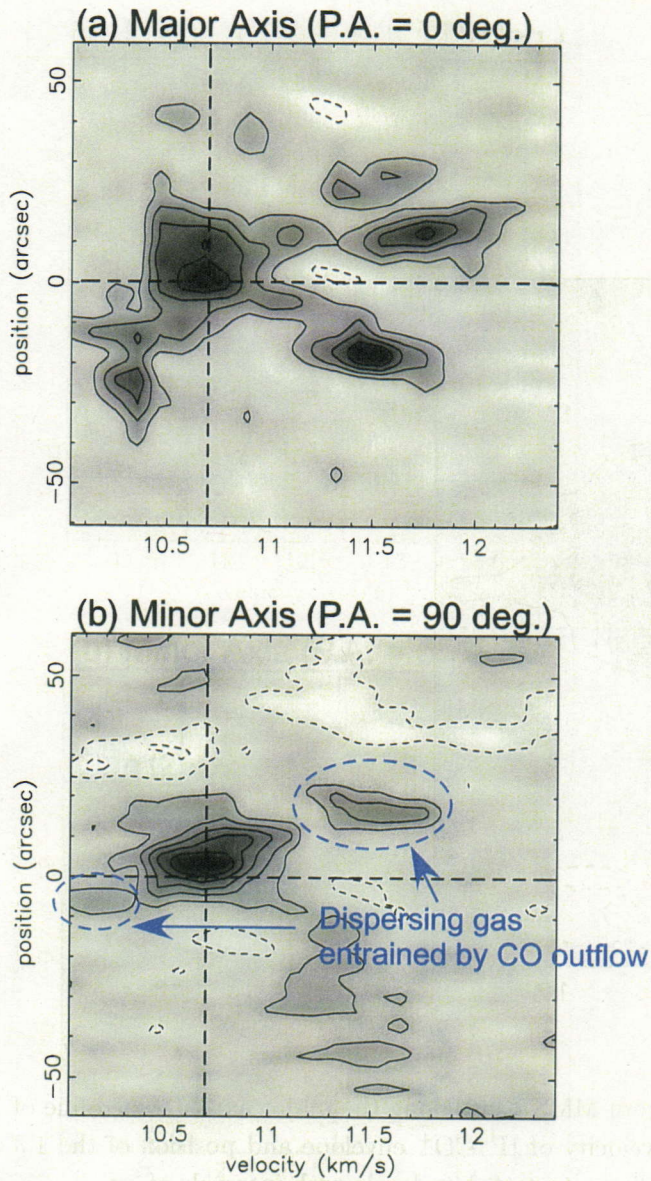 (a) Major Axis (P.A. = 0 deg.)
50
0
-50
position (arcsec)
10.5 11 11.5 12
(b) Minor Axis (P.A. = 90 deg.)
50
0
-50
position (arcsec)
Dispersing gas
entrained by CO outflow
10.5 11 11.5 12
velocity (km/s)